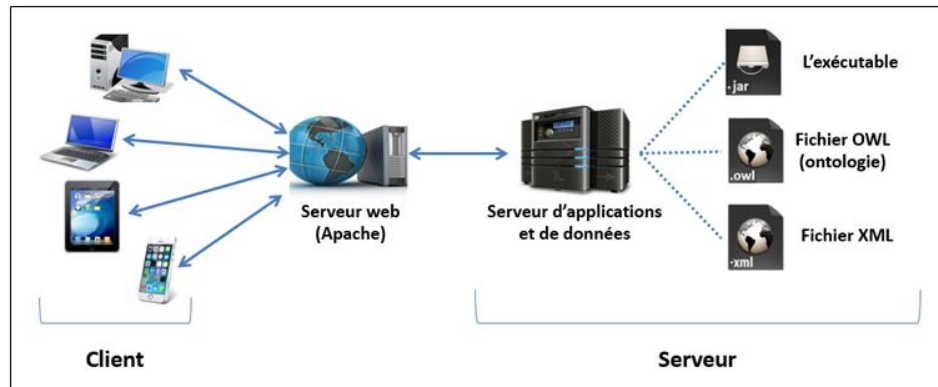 .jar
L'exécutable
.owl
Fichier OWL
(ontologie)
.xml
Fichier XML
Serveur web
(Apache)
Serveur d'applications
et de données
Client
Serveur